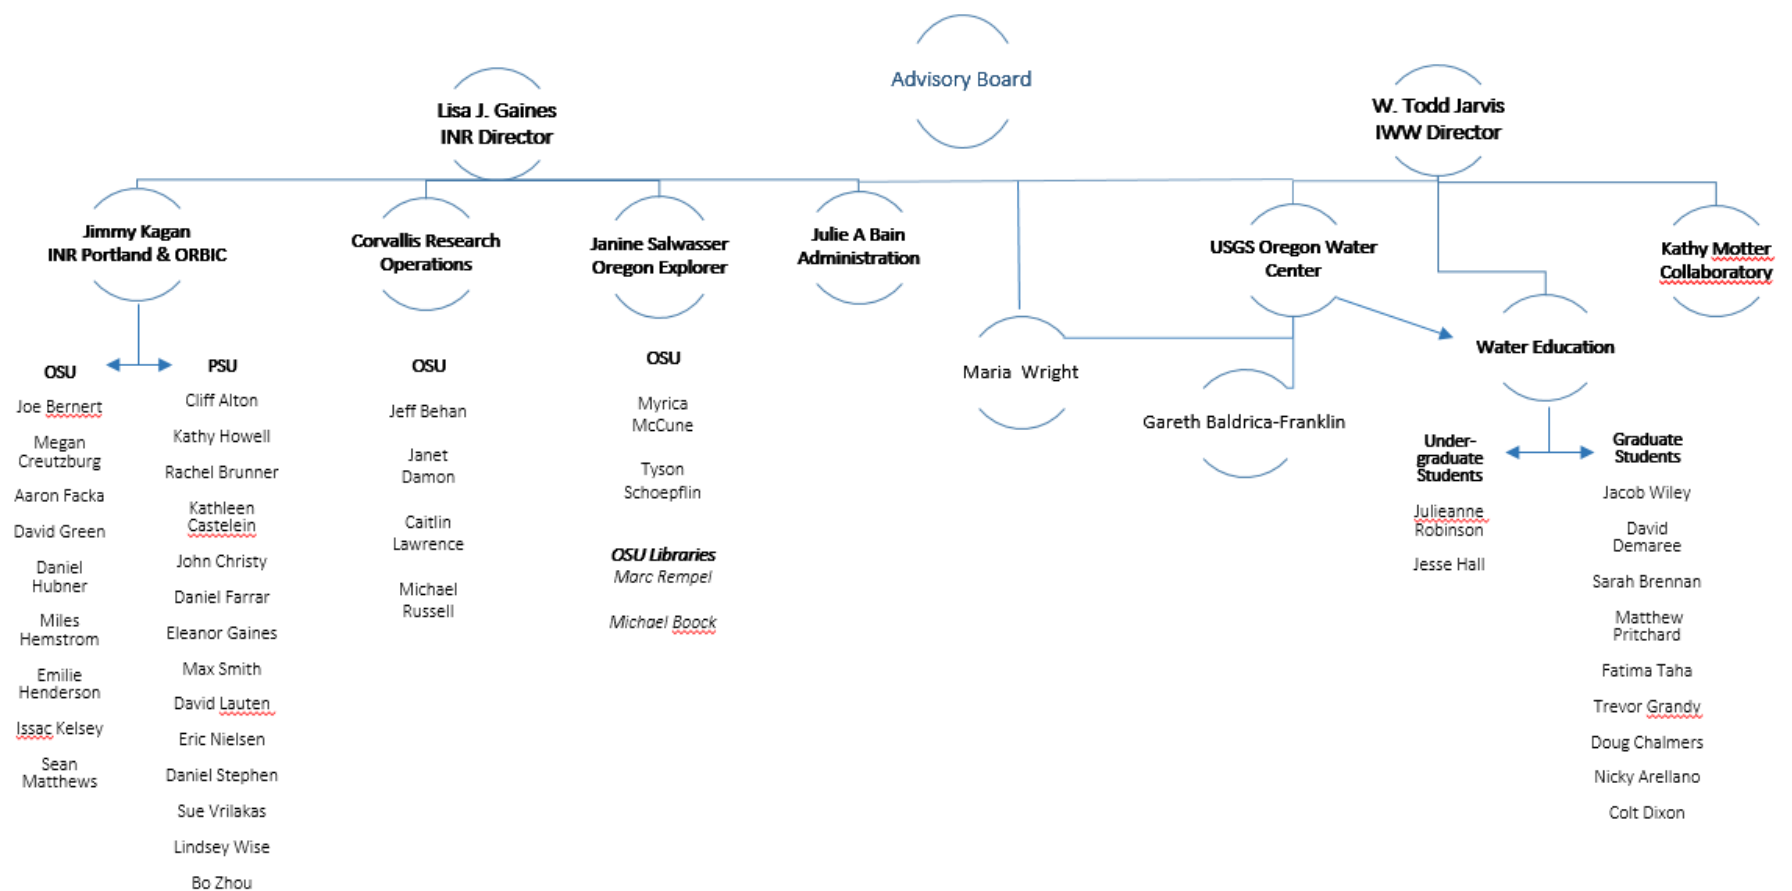 Advisory Board
Lisa J. Gaines
INR Director
W. Todd Jarvis
IWW Director
Jimmy Kagan
INR Portland & ORBIC
Corvallis Research
Operations
Janine Salwasser
Oregon Explorer
Julie A Bain
Administration
USGS Oregon Water
Center
Kathy Motter
Collaboratory
Maria Wright
Gareth Baldrica-Franklin
Water Education
OSU
Joe Bernert
Megan
Creutzburg
Aaron Facka
David Green
Daniel
Hubner
Miles
Hemstrom
Emilie
Henderson
Issac Kelsey
Sean
Matthews
PSU
Cliff Alton
Kathy Howell
Rachel Brunner
Kathleen
Castelein
John Christy
Daniel Farrar
Eleanor Gaines
Max Smith
David Lauten
Eric Nielsen
Daniel Stephen
Sue Vrilakas
Lindsey Wise
Bo Zhou
OSU
Jeff Behan
Janet
Damon
Caitlin
Lawrence
Michael
Russell
OSU
Myrica
McCune
Tyson
Schoepflin
OSU Libraries
Marc Rempel
Michael Boock
Under-
graduate
Students
Julieanne
Robinson
Jesse Hall
Graduate
Students
Jacob Wiley
David
Demaree
Sarah Brennan
Matthew
Pritchard
Fatima Taha
Trevor Grandy
Doug Chalmers
Nicky Arellano
Colt Dixon